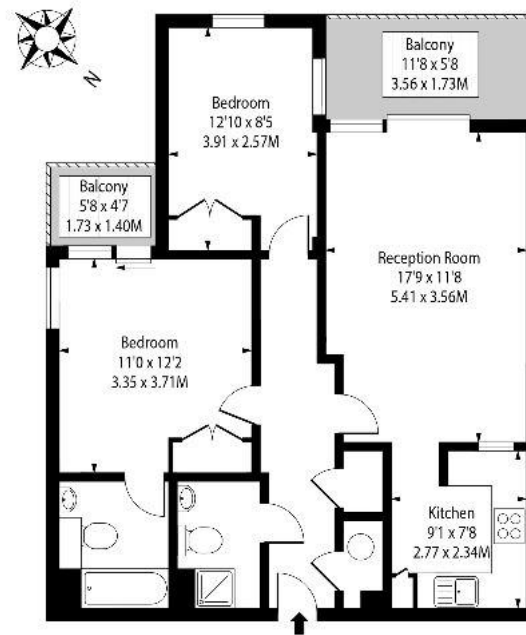 N
Balcony
11'8 x 5'8
3.56 x 1.73M
Bedroom
12'10 x 8'5
3.91 x 2.57M
Balcony
5'8 x 4'7
1.73 x 1.40M
Reception Room
17'9 x 11'8
5.41 x 3.56M
Bedroom
11'0 x 12'2
3.35 x 3.71M
Kitchen
9'1 x 7'8
2.77 x 2.34M